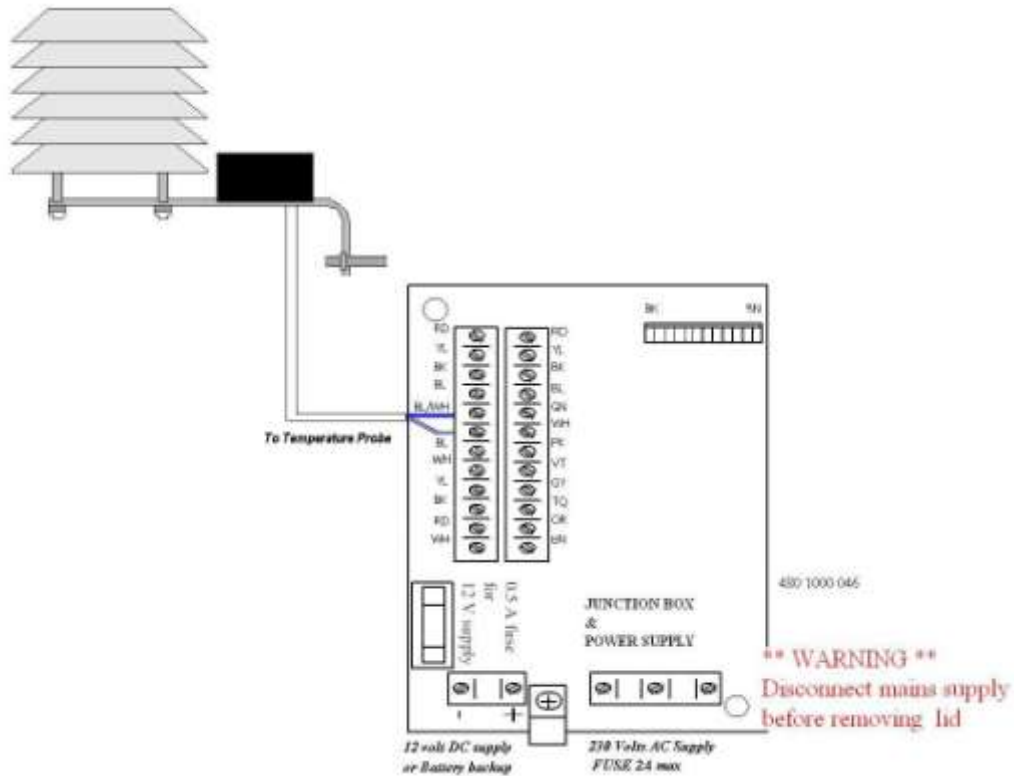 BK
BN
RD
YL
BK
BL
BL/WH
BL
WH
YL
BK
RD
WH
RD
YL
BK
BL
GN
WH
PK
VT
GY
TQ
OR
BN
To Temperature Probe
0.5 A fuse
for
12 V supply
JUNCTION BOX
&
POWER SUPPLY
480 1000 046
** WARNING **
Disconnect mains supply
before removing lid
-
+
12 volt DC supply
or Battery backup
230 Volts AC Supply
FUSE 2A max